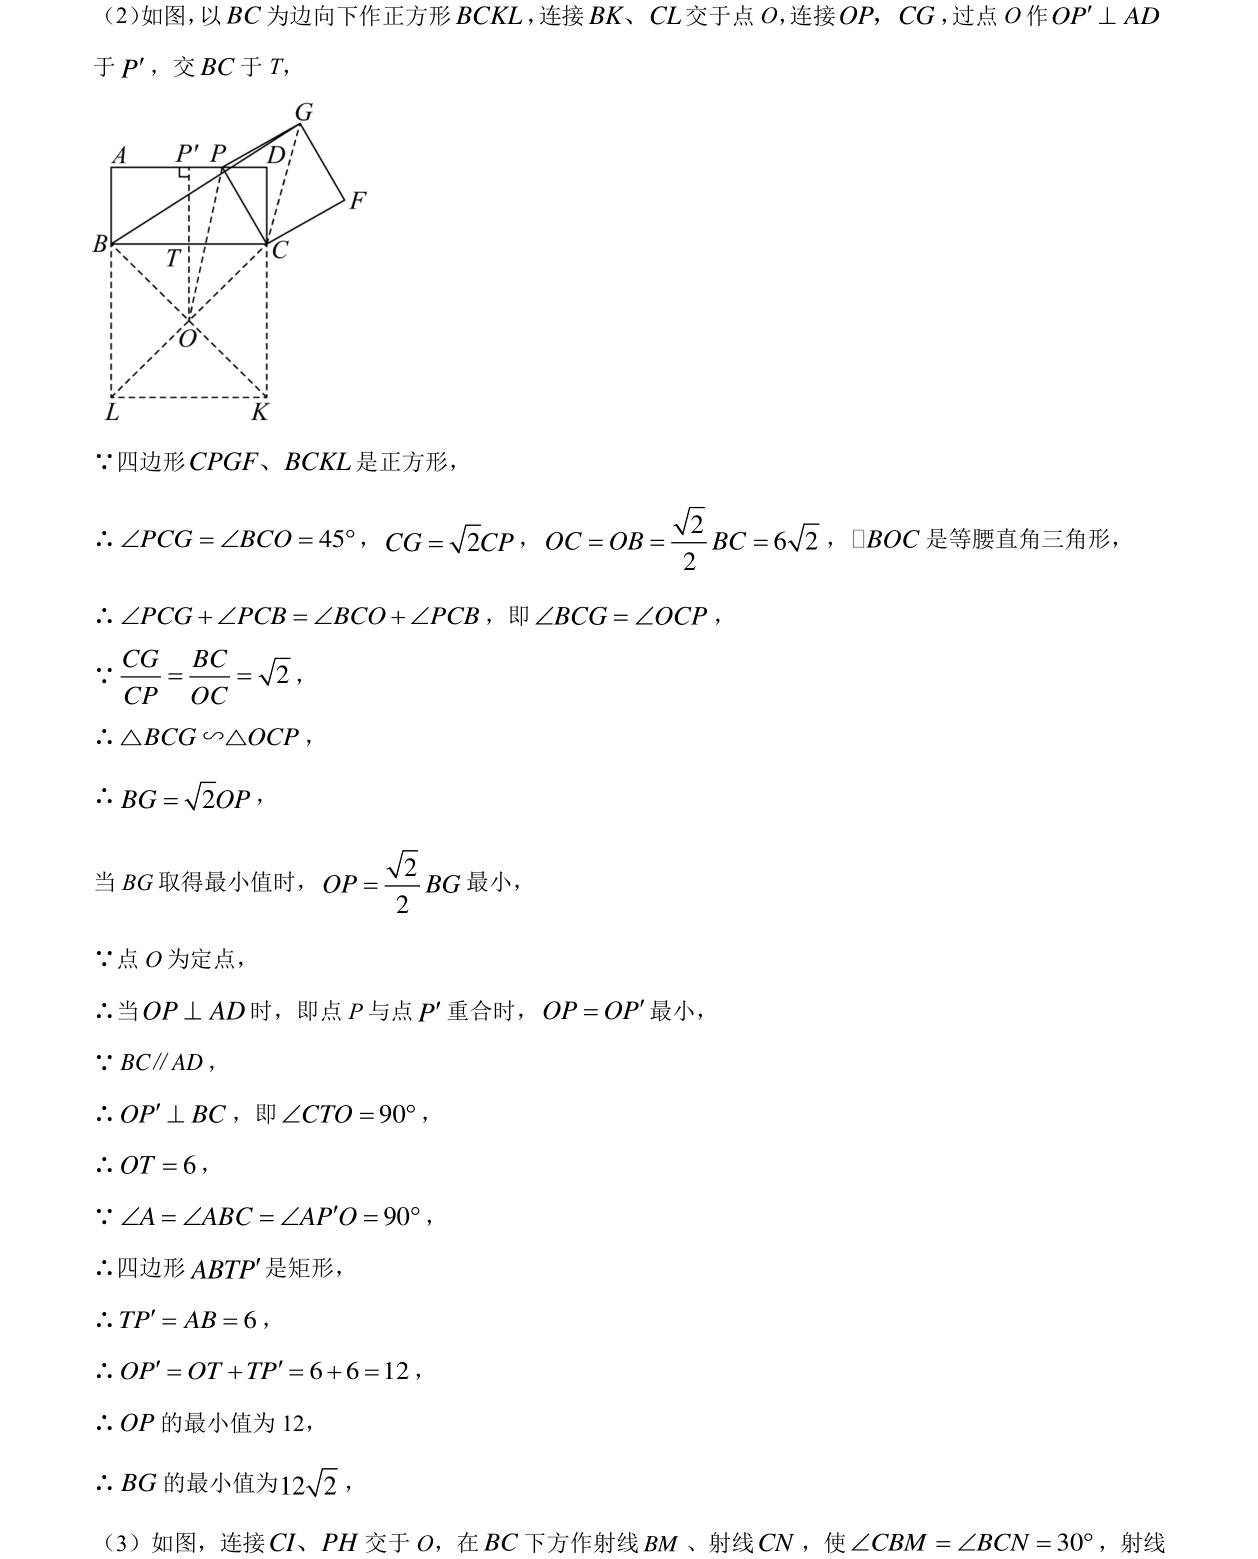 （2）如图，以BC为边向下作正方形BCKL，连接BK、CL交于点O，连接OP，CG，过点O作OP′⊥AD
于P′，交BC于T，
G
A P′ P D
F
B T C
O
L K
∵四边形CPGF、BCKL是正方形，
∴∠PCG=∠BCO=45°，CG=√2CP，OC=OB=√2/2BC=6√2，□BOC是等腰直角三角形，
∴∠PCG+∠PCB=∠BCO+∠PCB，即∠BCG=∠OCP，
∵CG/CP=BC/OC=√2，
∴△BCG∽△OCP，
∴BG=√2OP，
当BG取得最小值时，OP=√2/2BG最小，
∵点O为定点，
∴当OP⊥AD时，即点P与点P′重合时，OP=OP′最小，
∵BC∥AD，
∴OP′⊥BC，即∠CTO=90°，
∴OT=6，
∵∠A=∠ABC=∠AP′O=90°，
∴四边形ABTP′是矩形，
∴TP′=AB=6，
∴OP′=OT+TP′=6+6=12，
∴OP的最小值为12，
∴BG的最小值为12√2，
（3）如图，连接CI、PH交于O，在BC下方作射线BM、射线CN，使∠CBM=∠BCN=30°，射线